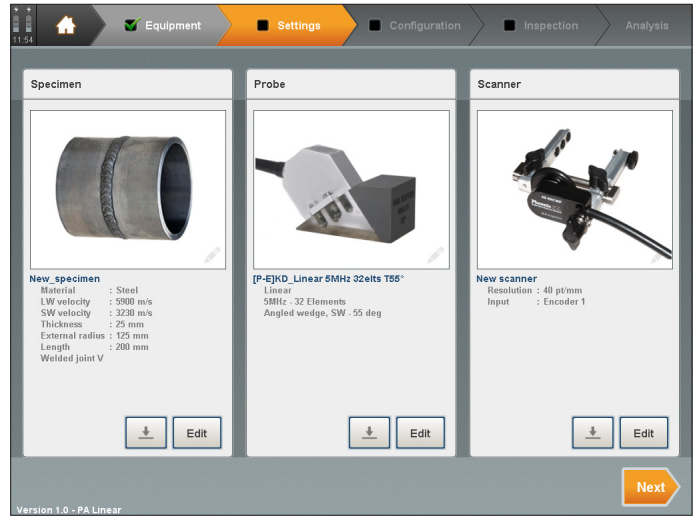 11:54
Equipment
Settings
Configuration
Inspection
Analysis
Specimen
New_specimen
Material : Steel
LW velocity : 5900 m/s
SW velocity : 3230 m/s
Thickness : 25 mm
External radius : 125 mm
Length : 200 mm
Welded joint V
Edit
Probe
[P-E]KD_Linear 5MHz 32elts T55°
Linear
5MHz - 32 Elements
Angled wedge, SW - 55 deg
Edit
Scanner
Phoenix
New scanner
Resolution : 40 pt/mm
Input : Encoder 1
Edit
Next
Version 1.0 - PA Linear